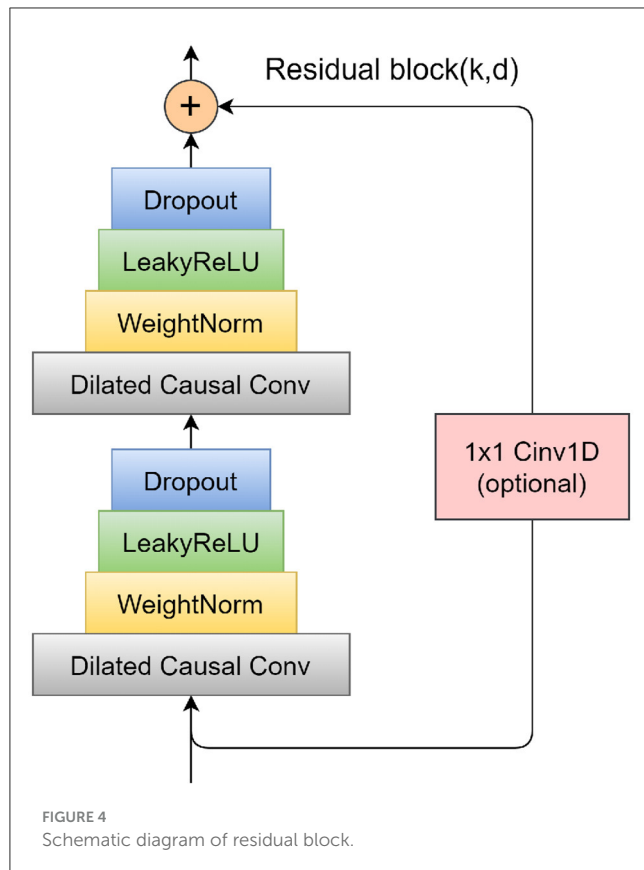 Residual block(k,d)
+
Dropout
LeakyReLU
WeightNorm
Dilated Causal Conv
1x1 Cinv1D
(optional)
Dropout
LeakyReLU
WeightNorm
Dilated Causal Conv
FIGURE 4
Schematic diagram of residual block.